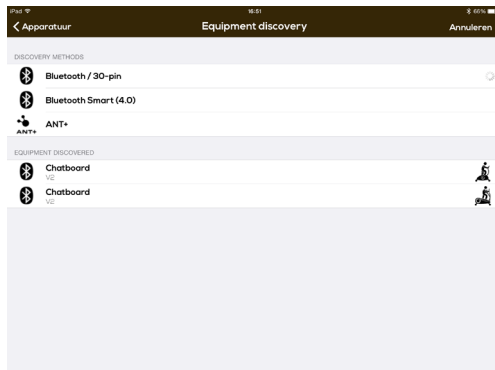 iPad 16:51 66%
Apparatuur Equipment discovery Annuleren
DISCOVERY METHODS
Bluetooth / 30-pin
Bluetooth Smart (4.0)
ANT+
ANT+
EQUIPMENT DISCOVERED
Chatboard
V2
Chatboard
V2